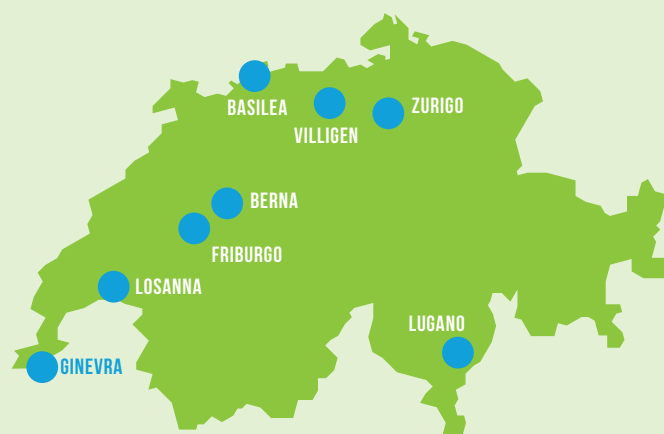 BASILEA
ZURIGO
VILLIGEN
BERNA
FRIBURGO
LOSANNA
LUGANO
GINEVRA